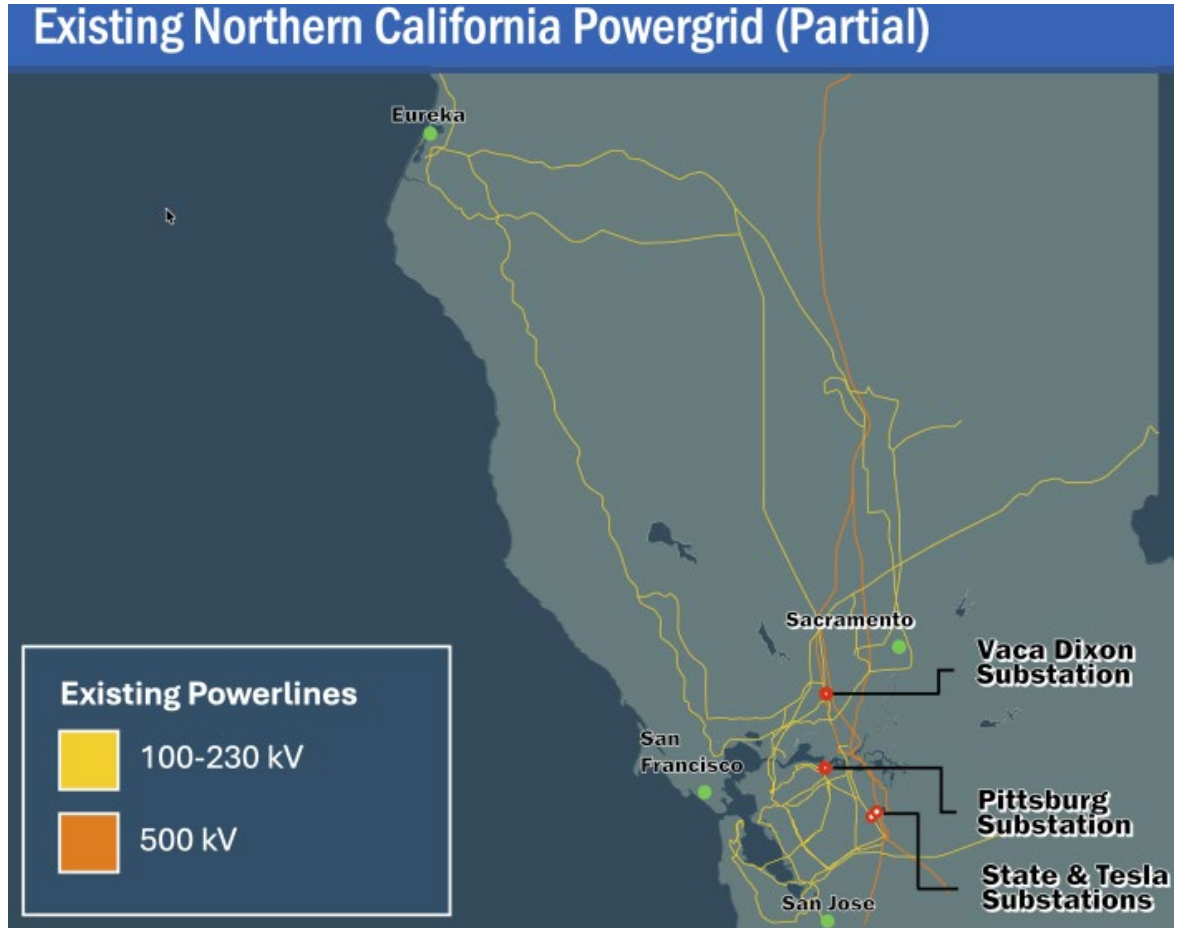 Existing Northern California Powergrid (Partial)
Eureka
Sacramento
Vaca Dixon
Substation
San
Francisco
Pittsburg
Substation
State & Tesla
Substations
San Jose
Existing Powerlines
100-230 kV
500 kV